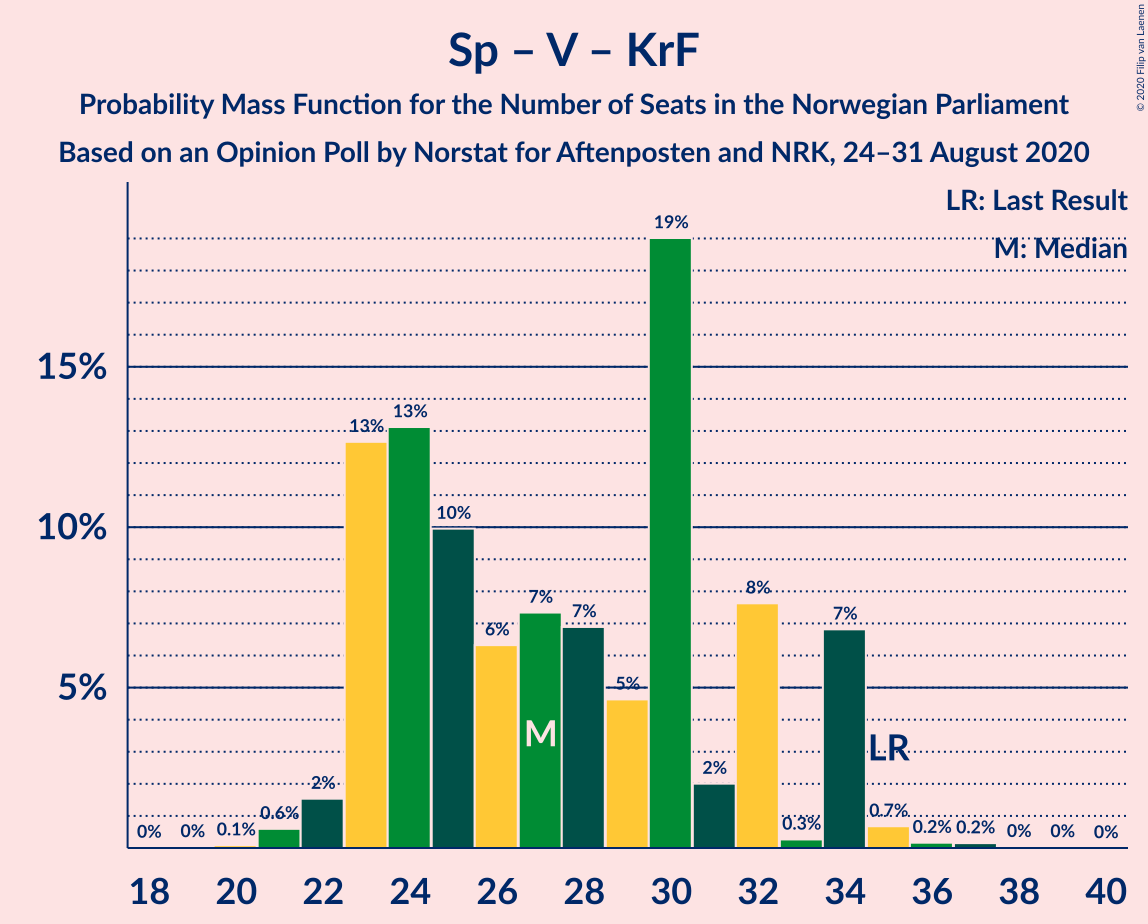 Sp – V – KrF
Probability Mass Function for the Number of Seats in the Norwegian Parliament
Based on an Opinion Poll by Norstat for Aftenposten and NRK, 24–31 August 2020
© 2020 Filip van Laenen
LR: Last Result
M: Median
15%
10%
5%
0%
0%
0.1%
0.6%
2%
13%
13%
10%
6%
7%
7%
5%
19%
2%
8%
0.3%
7%
0.7%
0.2%
0.2%
0%
0%
0%
M
LR
18 20 22 24 26 28 30 32 34 36 38 40